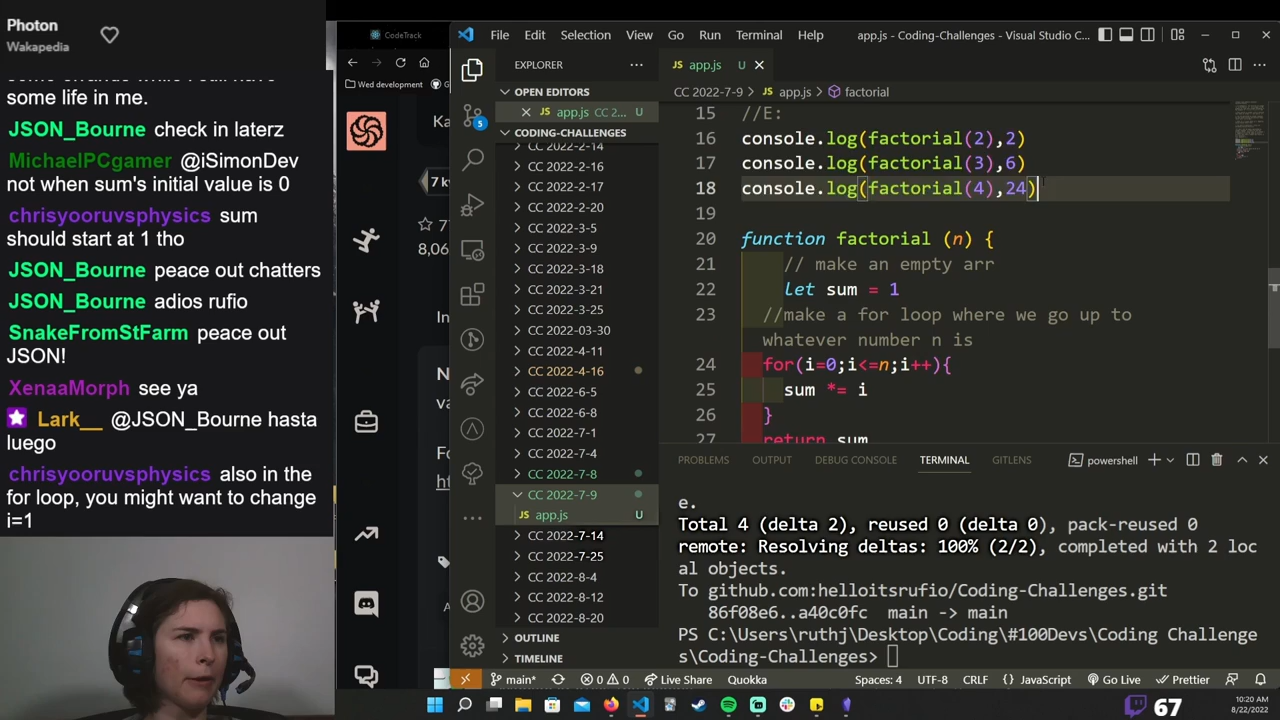 Photon
Wakapedia
some life in me.
JSON_Bourne check in laterz
MichaelPCgamer @iSimonDev
not when sum's initial value is 0
chrisyooruvsphysics sum
should start at 1 tho
JSON_Bourne peace out chatters
JSON_Bourne adios rufio
SnakeFromStFarm peace out
JSON!
XenaaMorph see ya
Lark__ @JSON_Bourne hasta
luego
chrisyooruvsphysics also in the
for loop, you might want to change
i=1
CodeTrack
Wed development
Ka
7 ky
77
8,06
In
N
va
Fo
ht
A
File Edit Selection View Go Run Terminal Help
app.js - Coding-Challenges - Visual Studio C...
EXPLORER
OPEN EDITORS
app.js CC 2... U
CODING-CHALLENGES
CC 2022-2-14
CC 2022-2-16
CC 2022-2-17
CC 2022-2-20
CC 2022-3-5
CC 2022-3-9
CC 2022-3-18
CC 2022-3-21
CC 2022-3-25
CC 2022-03-30
CC 2022-4-11
CC 2022-4-16
CC 2022-6-5
CC 2022-6-8
CC 2022-7-1
CC 2022-7-4
CC 2022-7-8
CC 2022-7-9
JS app.js U
CC 2022-7-14
CC 2022-7-25
CC 2022-8-4
CC 2022-8-12
CC 2022-8-20
OUTLINE
TIMELINE
5
JS app.js U
CC 2022-7-9 > JS app.js > factorial
15 //E:
16 console.log(factorial(2),2)
17 console.log(factorial(3),6)
18 console.log(factorial(4),24)
19
20 function factorial (n) {
21 // make an empty arr
22 let sum = 1
23 //make a for loop where we go up to
whatever number n is
24 for(i=0;i<=n;i++){
25 sum *= i
26 }
27 return sum
PROBLEMS OUTPUT DEBUG CONSOLE TERMINAL GITLENS
powershell
e.
Total 4 (delta 2), reused 0 (delta 0), pack-reused 0
remote: Resolving deltas: 100% (2/2), completed with 2 loc
al objects.
To github.com:helloitsrufio/Coding-Challenges.git
86f08e6..a40c0fc main -> main
PS C:\Users\ruthj\Desktop\Coding\#100Devs\Coding Challenge
s\Coding-Challenges>
main* 0 0 Live Share Quokka Spaces: 4 UTF-8 CRLF {} JavaScript Go Live Prettier
67
10:20 AM
8/22/2022